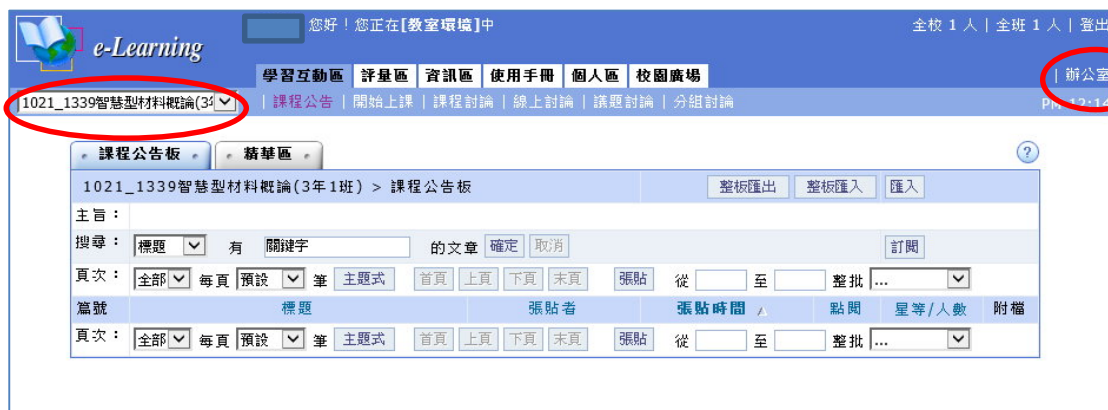 您好！您正在[教室環境]中
全校 1 人 | 全班 1 人 | 登出
e-Learning
學習互動區 評量區 資訊區 使用手冊 個人區 校園廣場
| 辦公室
1021_1339智慧型材料概論(3年
| 課程公告 | 開始上課 | 課程討論 | 線上討論 | 議題討論 | 分組討論
PM 12:14
課程公告板 精華區 ?
1021_1339智慧型材料概論(3年1班) > 課程公告板 整板匯出 整板匯入 匯入
主旨：
搜尋： 標題 有 關鍵字 的文章 確定 取消 訂閱
頁次： 全部 每頁 預設 筆 主題式 首頁 上頁 下頁 末頁 張貼 從 至 整批 ...
篇號 標題 張貼者 張貼時間 點閱 星等/人數 附檔
頁次： 全部 每頁 預設 筆 主題式 首頁 上頁 下頁 末頁 張貼 從 至 整批 ...